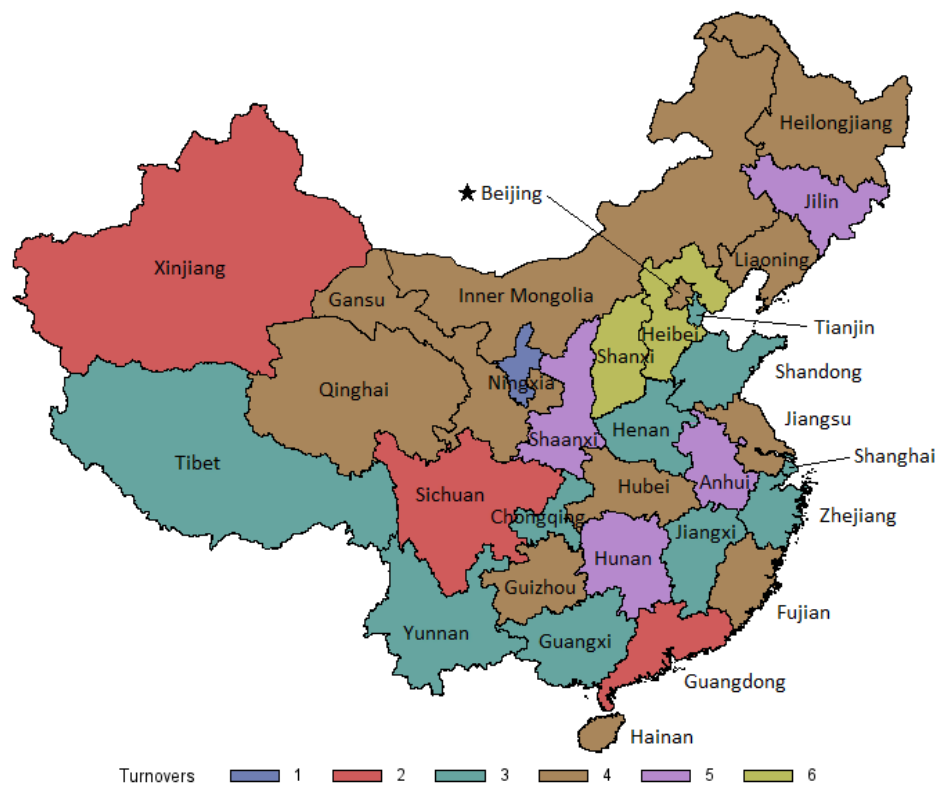 Heilongjiang
★ Beijing
Jilin
Liaoning
Xinjiang
Gansu
Inner Mongolia
Tianjin
Heibei
Shanxi
Shandong
Ningxia
Qinghai
Jiangsu
Henan
Shaanxi
Shanghai
Tibet
Anhui
Hubei
Sichuan
Zhejiang
Chongqing
Jiangxi
Hunan
Guizhou
Fujian
Yunnan
Guangxi
Guangdong
Hainan
Turnovers 1 2 3 4 5 6